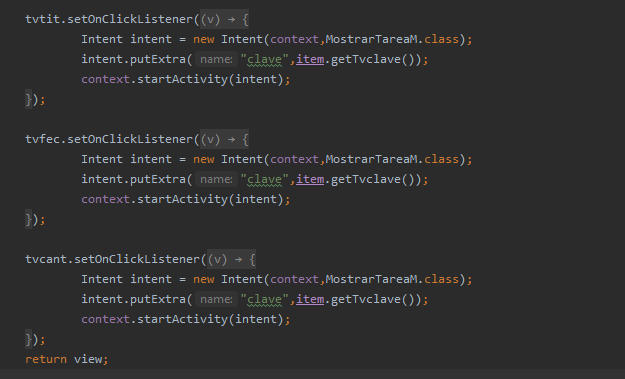 tvtit.setOnClickListener((v) → {
Intent intent = new Intent(context,MostrarTareaM.class);
intent.putExtra( name: "clave",item.getTvclave());
context.startActivity(intent);
});
tvfec.setOnClickListener((v) → {
Intent intent = new Intent(context,MostrarTareaM.class);
intent.putExtra( name: "clave",item.getTvclave());
context.startActivity(intent);
});
tvcant.setOnClickListener((v) → {
Intent intent = new Intent(context,MostrarTareaM.class);
intent.putExtra( name: "clave",item.getTvclave());
context.startActivity(intent);
});
return view;